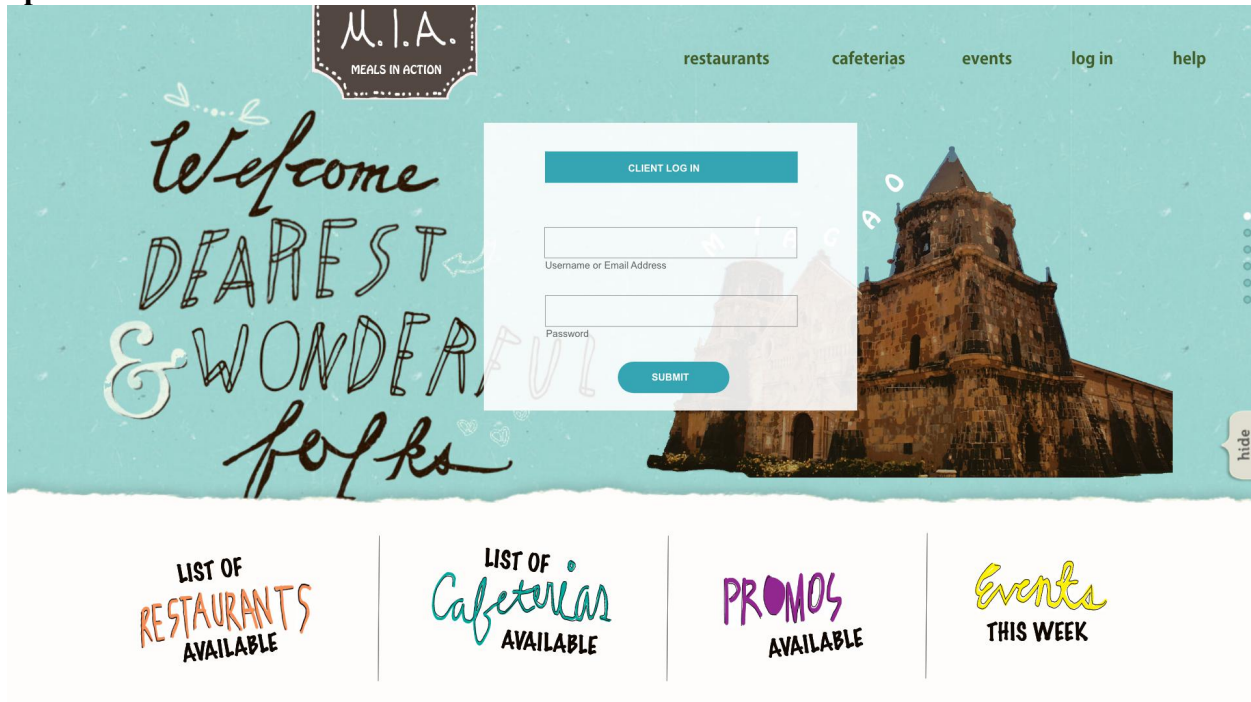 M.I.A.
MEALS IN ACTION
restaurants
cafeterias
events
log in
help
Welcome
DEAREST
& WONDERFUL
folks
CLIENT LOG IN
Username or Email Address
Password
SUBMIT
MIAGAO
hide
LIST OF
RESTAURANTS
AVAILABLE
LIST OF
Cafeterias
AVAILABLE
PROMOS
AVAILABLE
Events
THIS WEEK